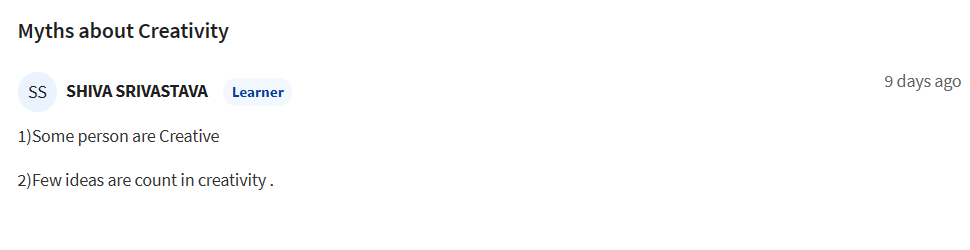 Myths about Creativity
SS SHIVA SRIVASTAVA Learner 9 days ago
1)Some person are Creative
2)Few ideas are count in creativity .